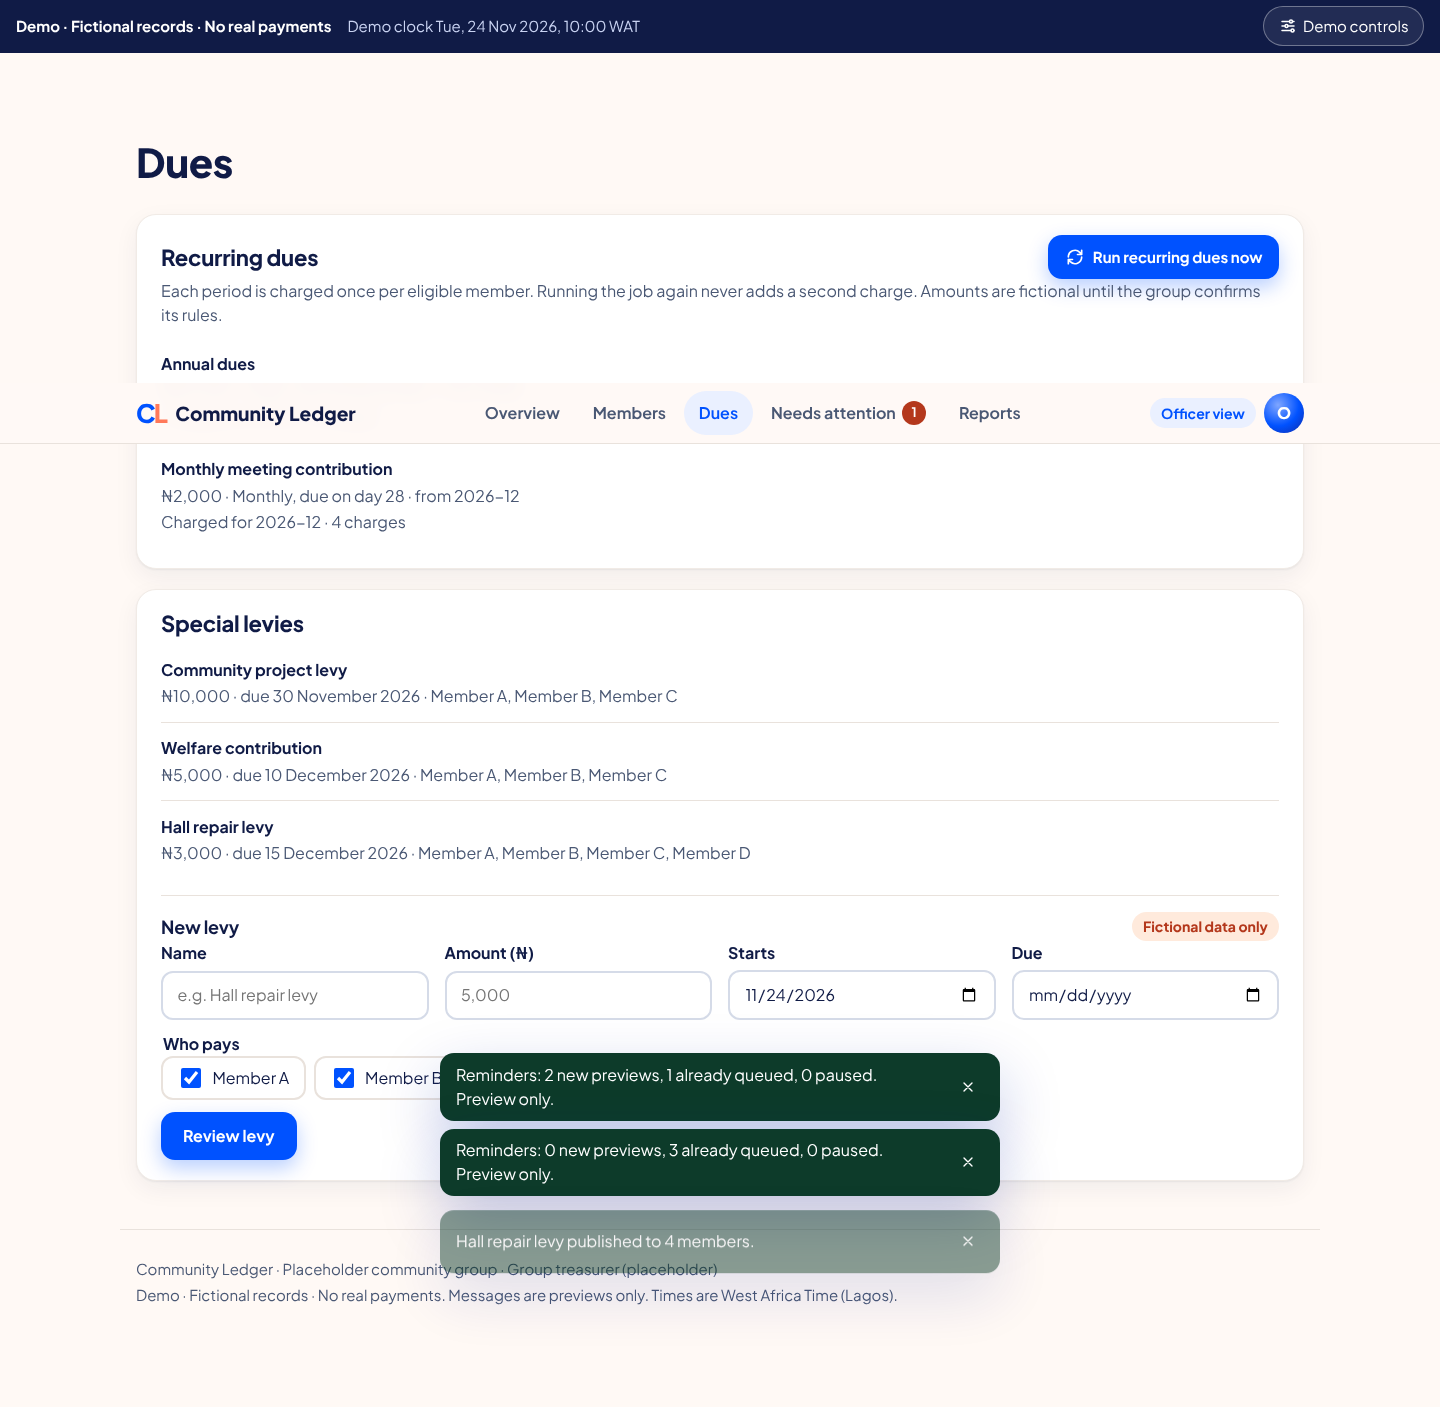 Demo · Fictional records · No real payments
Demo clock Tue, 24 Nov 2026, 10:00 WAT
Demo controls
Dues
Recurring dues
Run recurring dues now
Each period is charged once per eligible member. Running the job again never adds a second charge. Amounts are fictional until the group confirms
its rules.
Annual dues
CL Community Ledger
Overview
Members
Dues
Needs attention 1
Reports
Officer view
O
Monthly meeting contribution
₦2,000 · Monthly, due on day 28 · from 2026–12
Charged for 2026–12 · 4 charges
Special levies
Community project levy
₦10,000 · due 30 November 2026 · Member A, Member B, Member C
Welfare contribution
₦5,000 · due 10 December 2026 · Member A, Member B, Member C
Hall repair levy
₦3,000 · due 15 December 2026 · Member A, Member B, Member C, Member D
New levy
Fictional data only
Name
Amount (₦)
Starts
Due
e.g. Hall repair levy
5,000
11/24/2026
mm/dd/yyyy
Who pays
Member A
Member B
Reminders: 2 new previews, 1 already queued, 0 paused.
Preview only.
Review levy
Reminders: 0 new previews, 3 already queued, 0 paused.
Preview only.
Hall repair levy published to 4 members.
Community Ledger · Placeholder community group · Group treasurer (placeholder)
Demo · Fictional records · No real payments. Messages are previews only. Times are West Africa Time (Lagos).